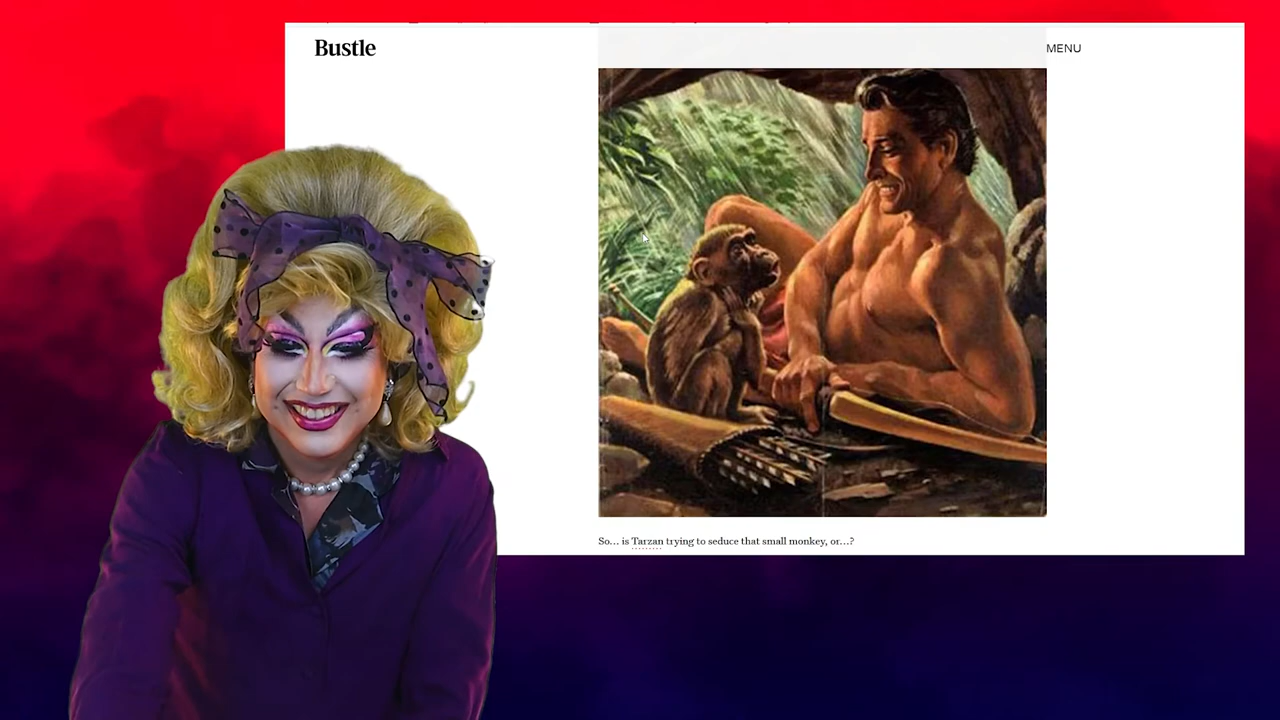 Bustle
MENU
So... is Tarzan trying to seduce that small monkey, or...?